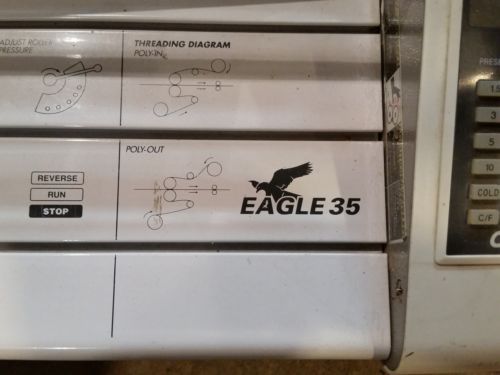 ADJUST ROLLER
PRESSURE
THREADING DIAGRAM
POLY-IN
POLY-OUT
REVERSE
RUN
STOP
EAGLE 35
1.5
3
5
10
COLD
C/F